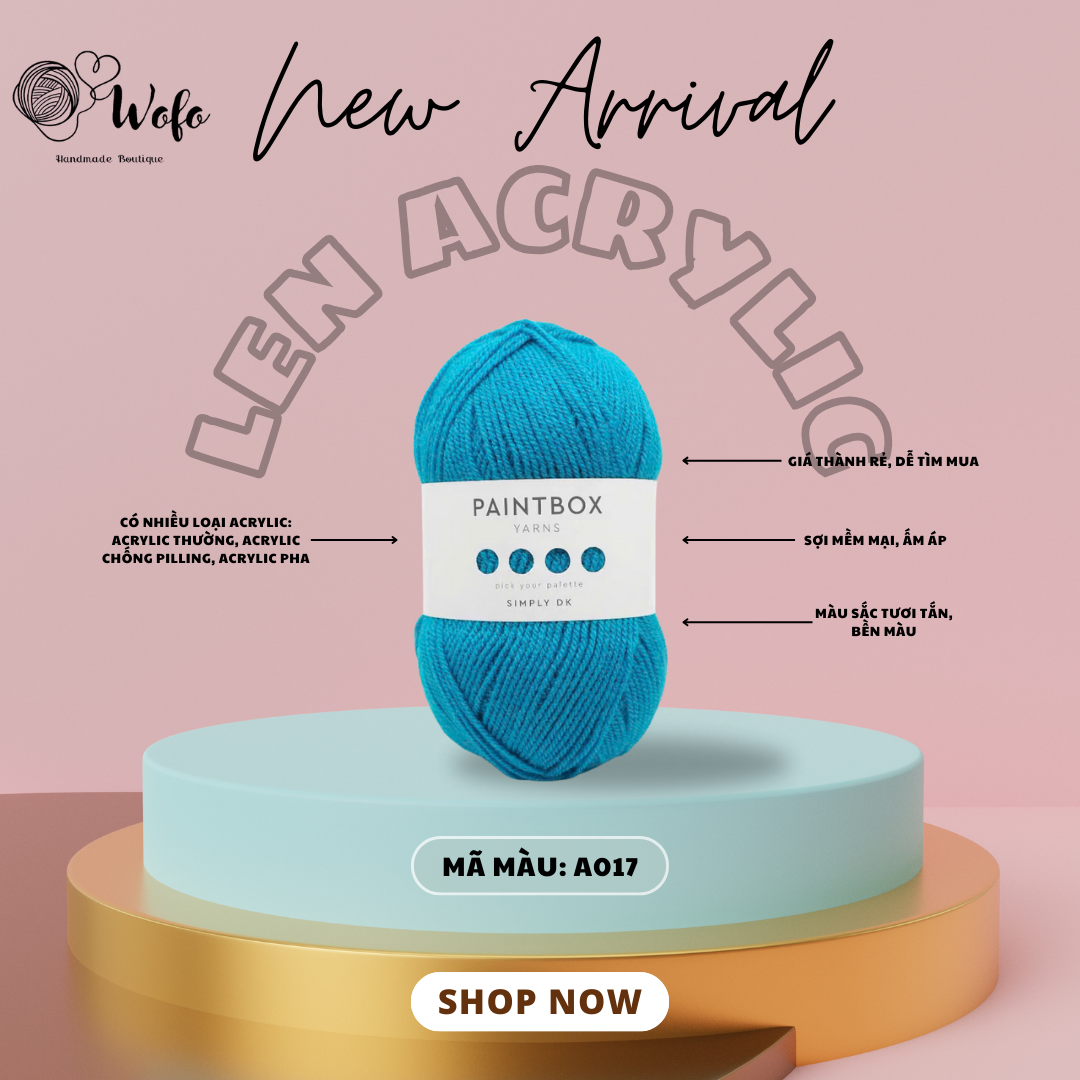 Wofo
Handmade Boutique
New Arrival
LEN ACRYLIC
GIÁ THÀNH RẺ, DỄ TÌM MUA
CÓ NHIỀU LOẠI ACRYLIC:
ACRYLIC THƯỜNG, ACRYLIC
CHỐNG PILLING, ACRYLIC PHA
SỢI MỀM MẠI, ẤM ÁP
MÀU SẮC TƯƠI TẮN,
BỀN MÀU
PAINTBOX
YARNS
pick your palette
SIMPLY DK
MÃ MÀU: A017
SHOP NOW